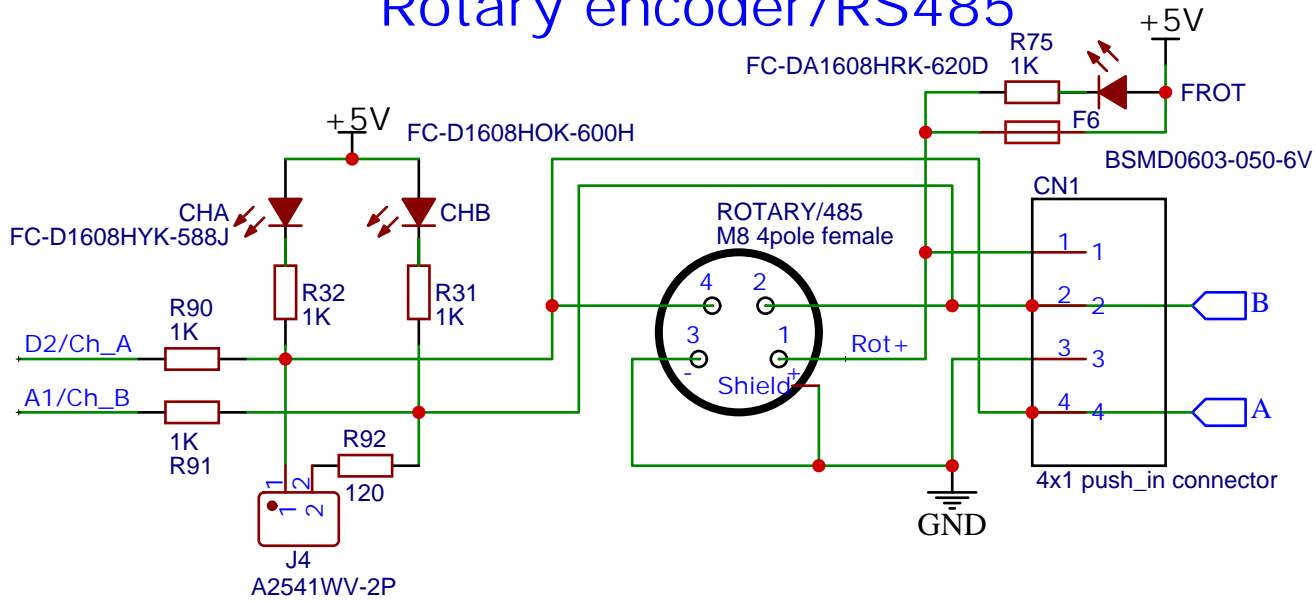 Rotary encoder/RS485
+5V
R75
1K
FC-DA1608HRK-620D
FROT
F6
BSMD0603-050-6V
+5V
FC-D1608HOK-600H
CHA
FC-D1608HYK-588J
CHB
R32
1K
R31
1K
R90
1K
D2/Ch_A
A1/Ch_B
1K
R91
R92
120
1 2
1 2
J4
A2541WV-2P
ROTARY/485
M8 4pole female
4 2
3 1
- +
Shield
Rot+
GND
CN1
1 1
2 2
3 3
4 4
4x1 push_in connector
B
A